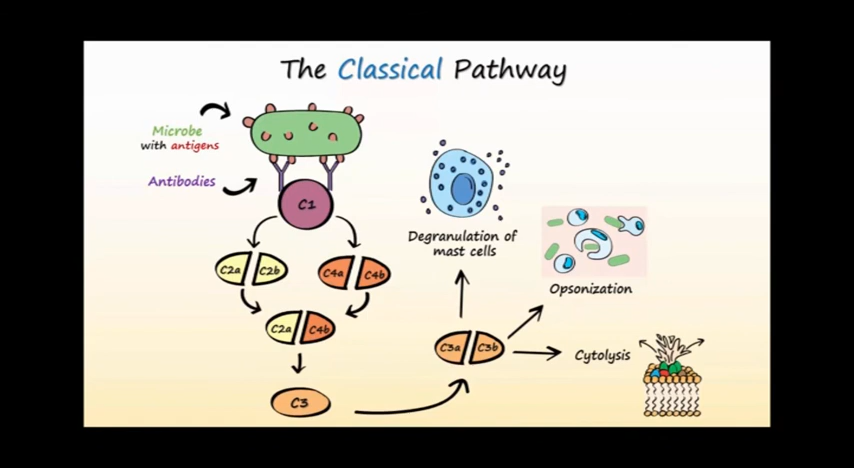 The Classical Pathway
Microbe
with antigens
Antibodies
C1
C2a C2b
C4a C4b
C2a C4b
C3
C3a C3b
Degranulation of
mast cells
Opsonization
Cytolysis